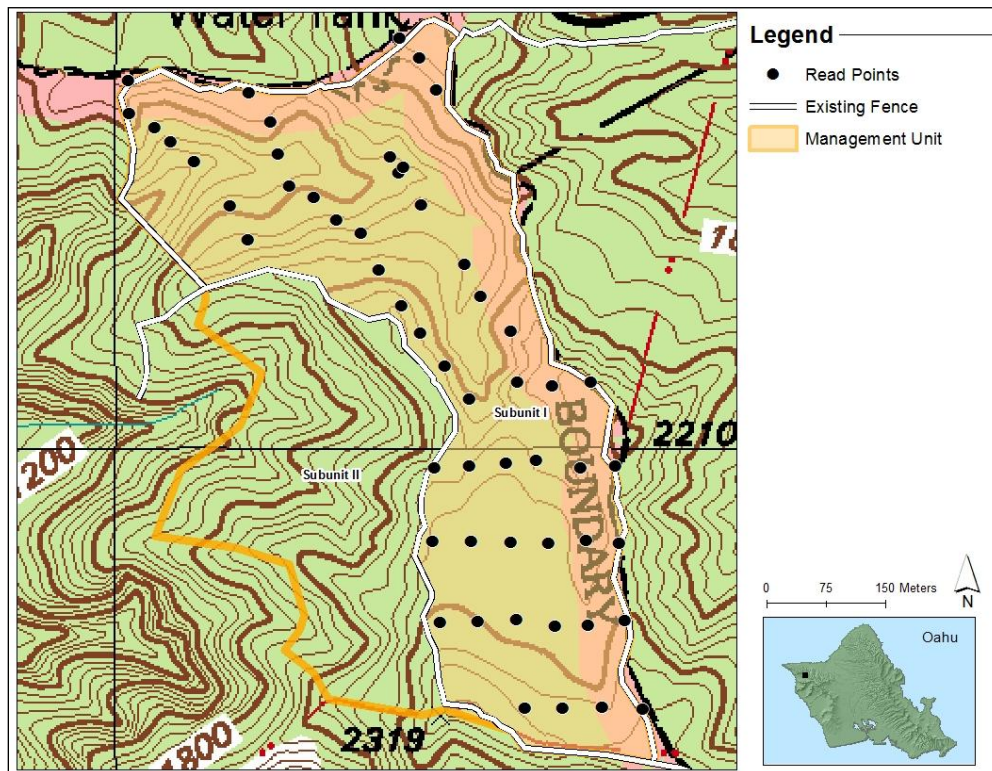 Water Tank
Legend
Read Points
Existing Fence
Management Unit
Subunit I
BOUNDARY
2210
1200
Subunit II
2319
1800
0 75 150 Meters
N
Oahu